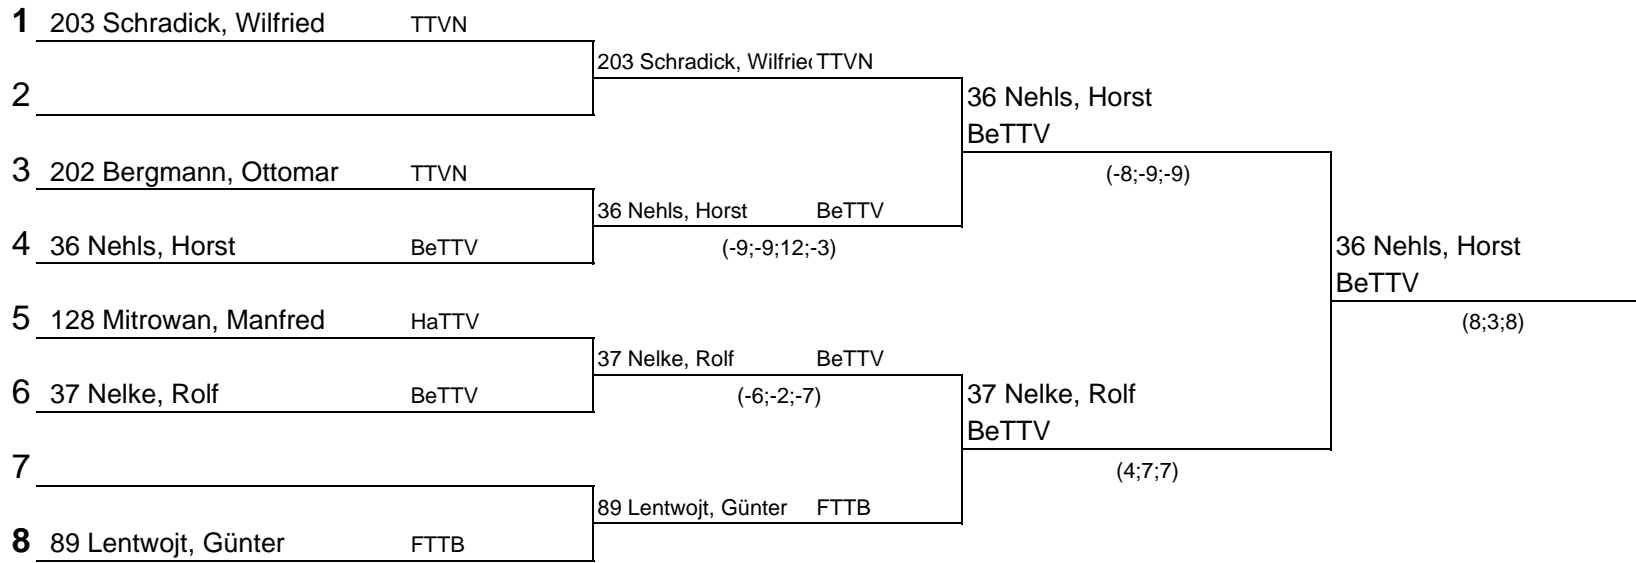 1 203 Schradick, Wilfried TTVN
203 Schradick, Wilfrie TTVN
2
36 Nehls, Horst
BeTTV
3 202 Bergmann, Ottomar TTVN
(-8;-9;-9)
36 Nehls, Horst BeTTV
4 36 Nehls, Horst BeTTV
(-9;-9;12;-3)
36 Nehls, Horst
BeTTV
5 128 Mitrowan, Manfred HaTTV
(8;3;8)
37 Nelke, Rolf BeTTV
6 37 Nelke, Rolf BeTTV
(-6;-2;-7)
37 Nelke, Rolf
BeTTV
7
(4;7;7)
89 Lentwojt, Günter FTTB
8 89 Lentwojt, Günter FTTB